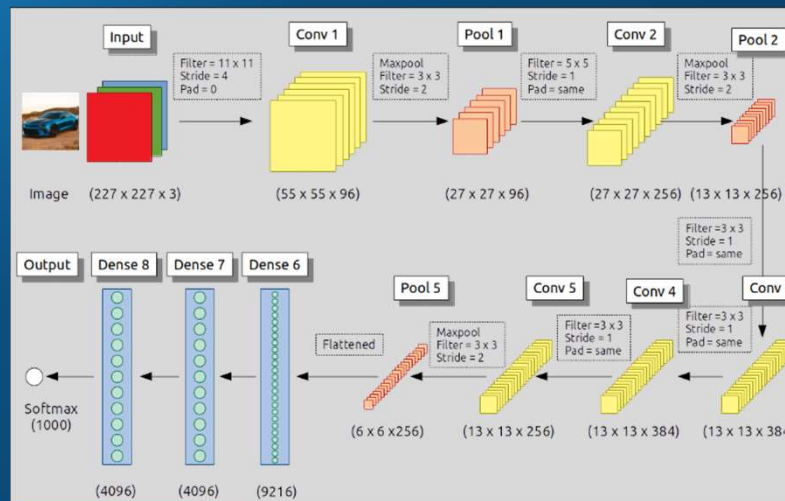 Input
Filter = 11 x 11
Stride = 4
Pad = 0
Conv 1
Maxpool
Filter = 3 x 3
Stride = 2
Pool 1
Filter = 5 x 5
Stride = 1
Pad = same
Conv 2
Maxpool
Filter = 3 x 3
Stride = 2
Pool 2
Image
(227 x 227 x 3)
(55 x 55 x 96)
(27 x 27 x 96)
(27 x 27 x 256)
(13 x 13 x 256)
Filter =3 x 3
Stride = 1
Pad = same
Conv
(13 x 13 x 384
Filter =3 x 3
Stride = 1
Pad = same
Conv 4
(13 x 13 x 384)
Filter =3 x 3
Stride = 1
Pad = same
Conv 5
(13 x 13 x 256)
Maxpool
Filter = 3 x 3
Stride = 2
Pool 5
(6 x 6 x256)
Flattened
Dense 6
(9216)
Dense 7
(4096)
Dense 8
(4096)
Output
Softmax
(1000)